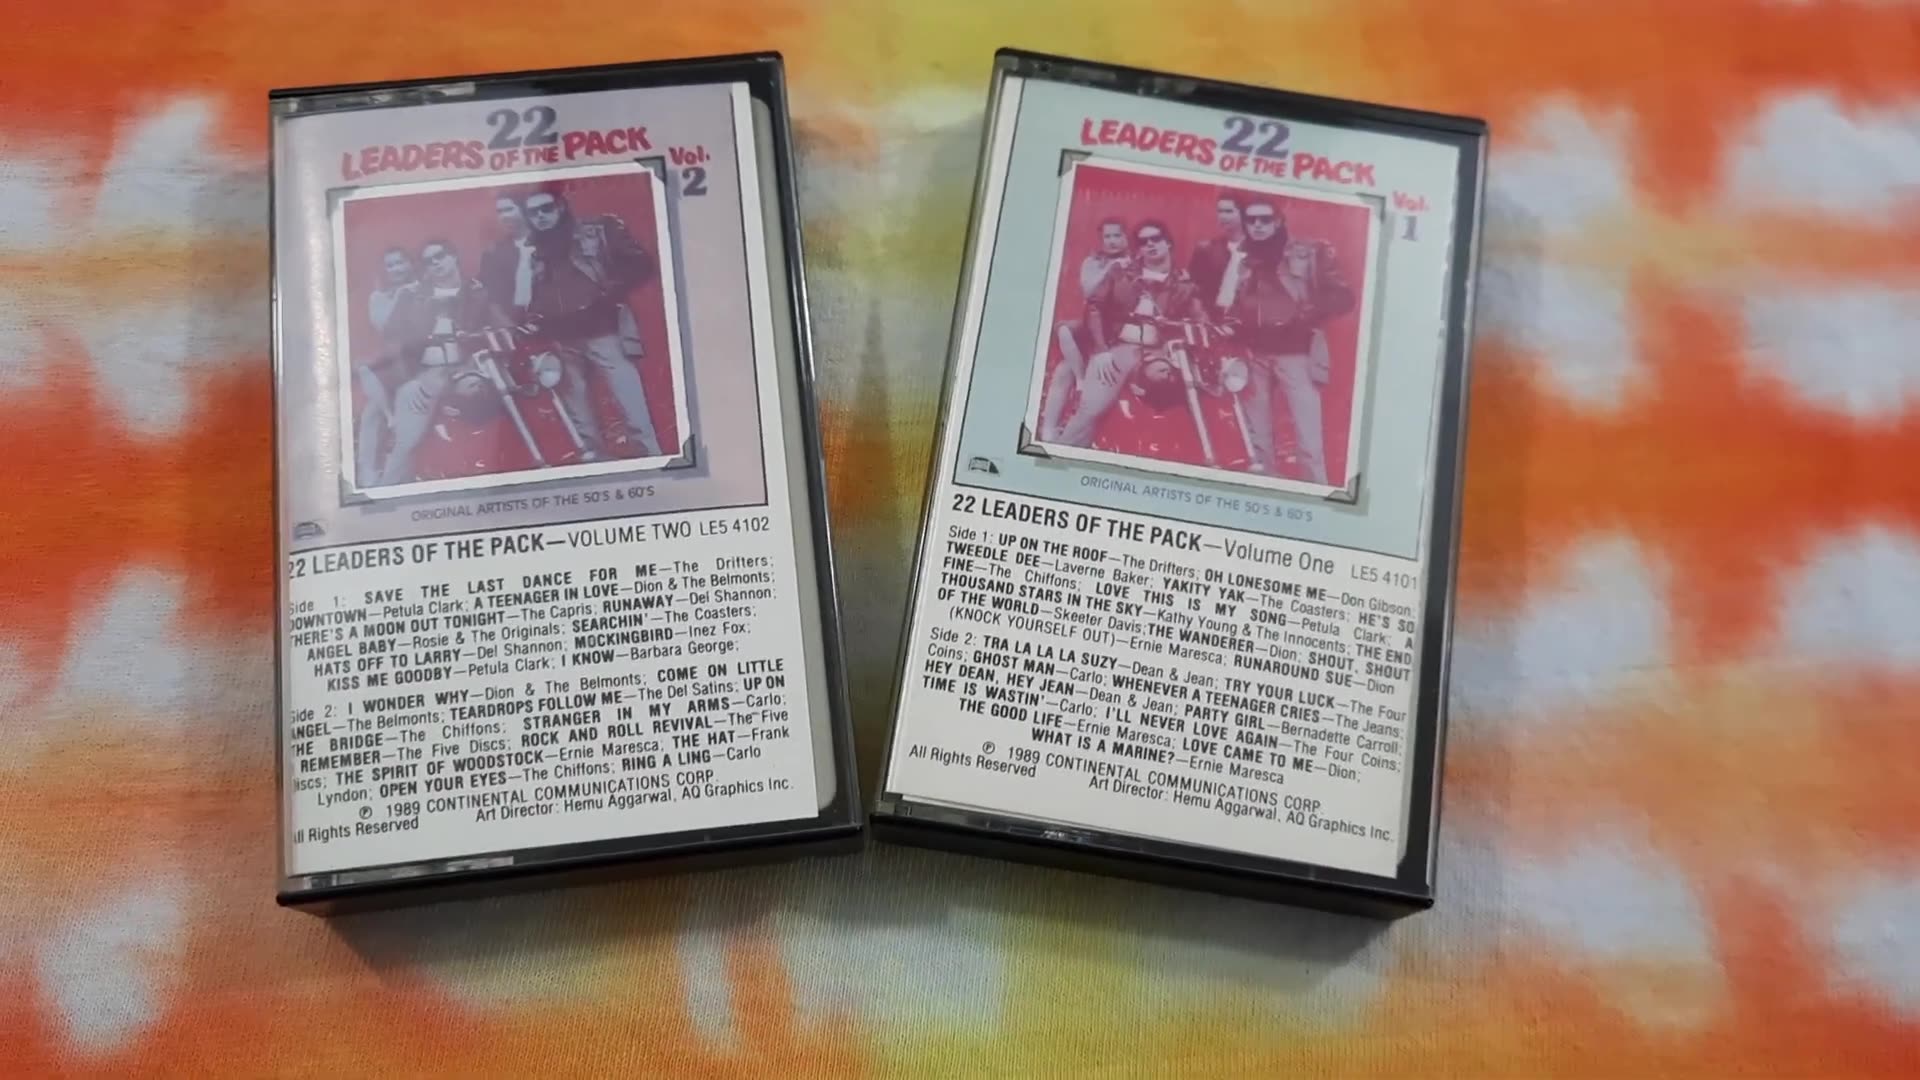 22
LEADERS OF THE PACK
Vol.
2
ORIGINAL ARTISTS OF THE 50'S & 60'S
22 LEADERS OF THE PACK—VOLUME TWO LE5 4102
Side 1: SAVE THE LAST DANCE FOR ME—The Drifters;
DOWNTOWN—Petula Clark; A TEENAGER IN LOVE—Dion & The Belmonts;
THERE'S A MOON OUT TONIGHT—The Capris; RUNAWAY—Del Shannon;
ANGEL BABY—Rosie & The Originals; SEARCHIN'—The Coasters;
HATS OFF TO LARRY—Del Shannon; MOCKINGBIRD—Inez Fox;
KISS ME GOODBY—Petula Clark; I KNOW—Barbara George;
Side 2: I WONDER WHY—Dion & The Belmonts; COME ON LITTLE
ANGEL—The Belmonts; TEARDROPS FOLLOW ME—The Del Satins; UP ON
THE BRIDGE—The Chiffons; STRANGER IN MY ARMS—Carlo;
I REMEMBER—The Five Discs; ROCK AND ROLL REVIVAL—The Five
Discs; THE SPIRIT OF WOODSTOCK—Ernie Maresca; THE HAT—Frank
Lyndon; OPEN YOUR EYES—The Chiffons; RING A LING—Carlo
℗ 1989 CONTINENTAL COMMUNICATIONS CORP.
All Rights Reserved Art Director: Hemu Aggarwal, AQ Graphics Inc.
22
LEADERS OF THE PACK
Vol.
1
ORIGINAL ARTISTS OF THE 50'S & 60'S
22 LEADERS OF THE PACK—Volume One LE5 4101
Side 1: UP ON THE ROOF—The Drifters; OH LONESOME ME—Don Gibson;
TWEEDLE DEE—Laverne Baker; YAKITY YAK—The Coasters; HE'S SO
FINE—The Chiffons; LOVE THIS IS MY SONG—Petula Clark; A
THOUSAND STARS IN THE SKY—Kathy Young & The Innocents; THE END
OF THE WORLD—Skeeter Davis; THE WANDERER—Dion; SHOUT, SHOUT
(KNOCK YOURSELF OUT)—Ernie Maresca; RUNAROUND SUE—Dion
Side 2: TRA LA LA LA SUZY—Dean & Jean; TRY YOUR LUCK—The Four
Coins; GHOST MAN—Carlo; WHENEVER A TEENAGER CRIES—The Jeans;
HEY DEAN, HEY JEAN—Dean & Jean; PARTY GIRL—Bernadette Carroll;
TIME IS WASTIN'—Carlo; I'LL NEVER LOVE AGAIN—The Four Coins;
THE GOOD LIFE—Ernie Maresca; LOVE CAME TO ME—Dion;
WHAT IS A MARINE?—Ernie Maresca
℗ 1989 CONTINENTAL COMMUNICATIONS CORP.
All Rights Reserved Art Director: Hemu Aggarwal, AQ Graphics Inc.